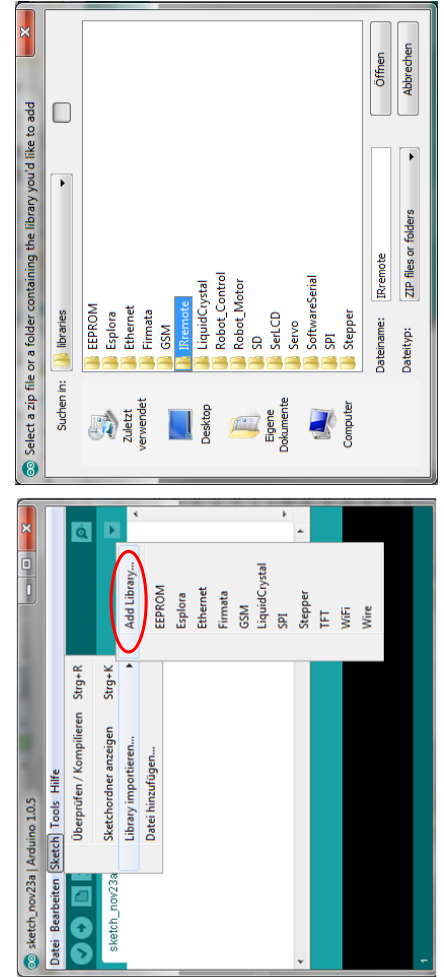 sketch_nov23a | Arduino 1.0.5
Datei Bearbeiten Sketch Tools Hilfe
Überprüfen / Kompilieren Strg+R
Sketchordner anzeigen Strg+K
Library importieren...
Datei hinzufügen...
sketch_nov23a
Add Library...
EEPROM
Esplora
Ethernet
Firmata
GSM
LiquidCrystal
SPI
Stepper
TFT
WiFi
Wire
1
Select a zip file or a folder containing the library you'd like to add
Suchen in: libraries
Zuletzt
verwendet
Desktop
Eigene
Dokumente
Computer
EEPROM
Esplora
Ethernet
Firmata
GSM
IRremote
LiquidCrystal
Robot_Control
Robot_Motor
SD
SerLCD
Servo
SoftwareSerial
SPI
Stepper
Dateiname: IRremote
Öffnen
Dateityp: ZIP files or folders
Abbrechen